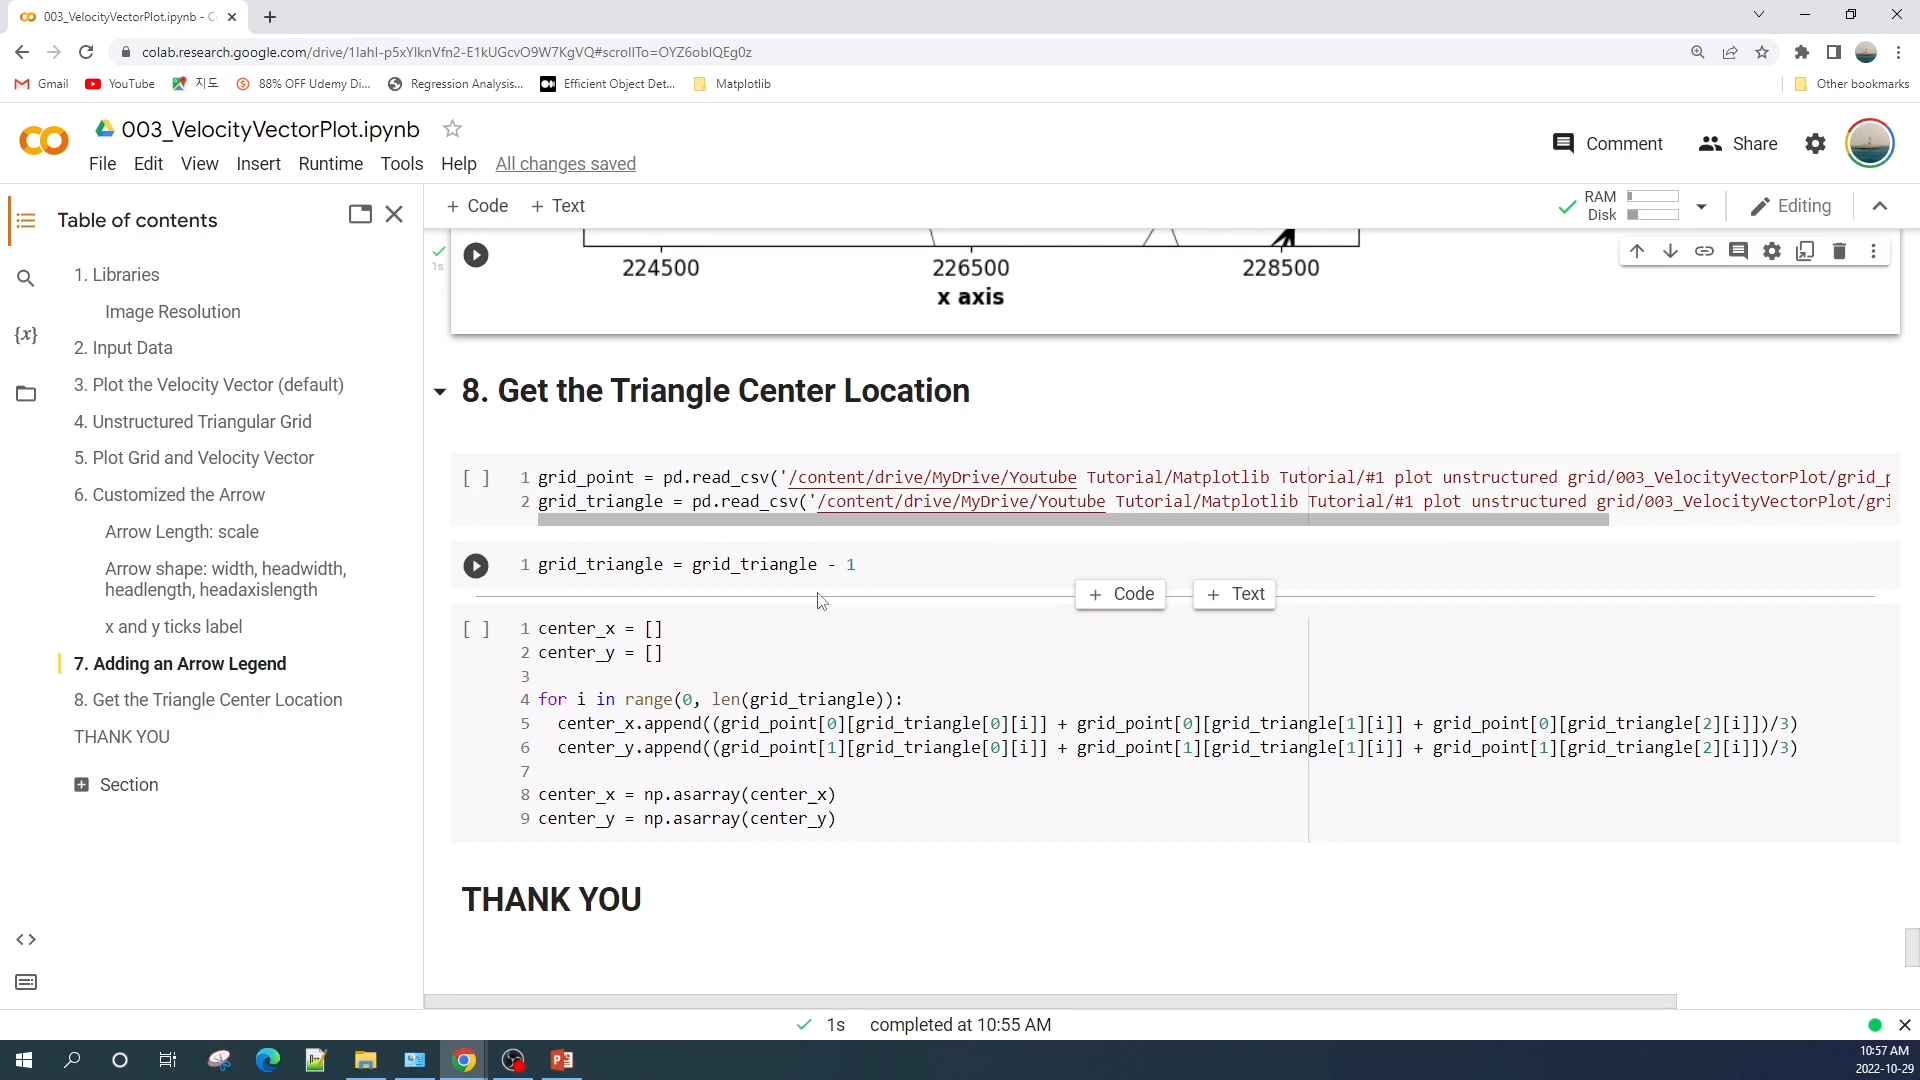 003_VelocityVectorPlot.ipynb - C
colab.research.google.com/drive/1IahI-p5xYIknVfn2-E1kUGcvO9W7KgVQ#scrollTo=OYZ6oblQEg0z
Gmail
YouTube
지도
88% OFF Udemy Di...
Regression Analysis...
Efficient Object Det...
Matplotlib
Other bookmarks
003_VelocityVectorPlot.ipynb
File Edit View Insert Runtime Tools Help All changes saved
Comment
Share
Table of contents
+ Code + Text
RAM
Disk
Editing
1. Libraries
Image Resolution
2. Input Data
3. Plot the Velocity Vector (default)
4. Unstructured Triangular Grid
5. Plot Grid and Velocity Vector
6. Customized the Arrow
Arrow Length: scale
Arrow shape: width, headwidth,
headlength, headaxislength
x and y ticks label
7. Adding an Arrow Legend
8. Get the Triangle Center Location
THANK YOU
Section
{x}
1s
224500 226500 228500
x axis
8. Get the Triangle Center Location
[ ] 1 grid_point = pd.read_csv('/content/drive/MyDrive/Youtube Tutorial/Matplotlib Tutorial/#1 plot unstructured grid/003_VelocityVectorPlot/grid_p
2 grid_triangle = pd.read_csv('/content/drive/MyDrive/Youtube Tutorial/Matplotlib Tutorial/#1 plot unstructured grid/003_VelocityVectorPlot/gri
1 grid_triangle = grid_triangle - 1
+ Code + Text
[ ] 1 center_x = []
2 center_y = []
3
4 for i in range(0, len(grid_triangle)):
5 center_x.append((grid_point[0][grid_triangle[0][i]] + grid_point[0][grid_triangle[1][i]] + grid_point[0][grid_triangle[2][i]])/3)
6 center_y.append((grid_point[1][grid_triangle[0][i]] + grid_point[1][grid_triangle[1][i]] + grid_point[1][grid_triangle[2][i]])/3)
7
8 center_x = np.asarray(center_x)
9 center_y = np.asarray(center_y)
THANK YOU
1s completed at 10:55 AM
10:57 AM
2022-10-29